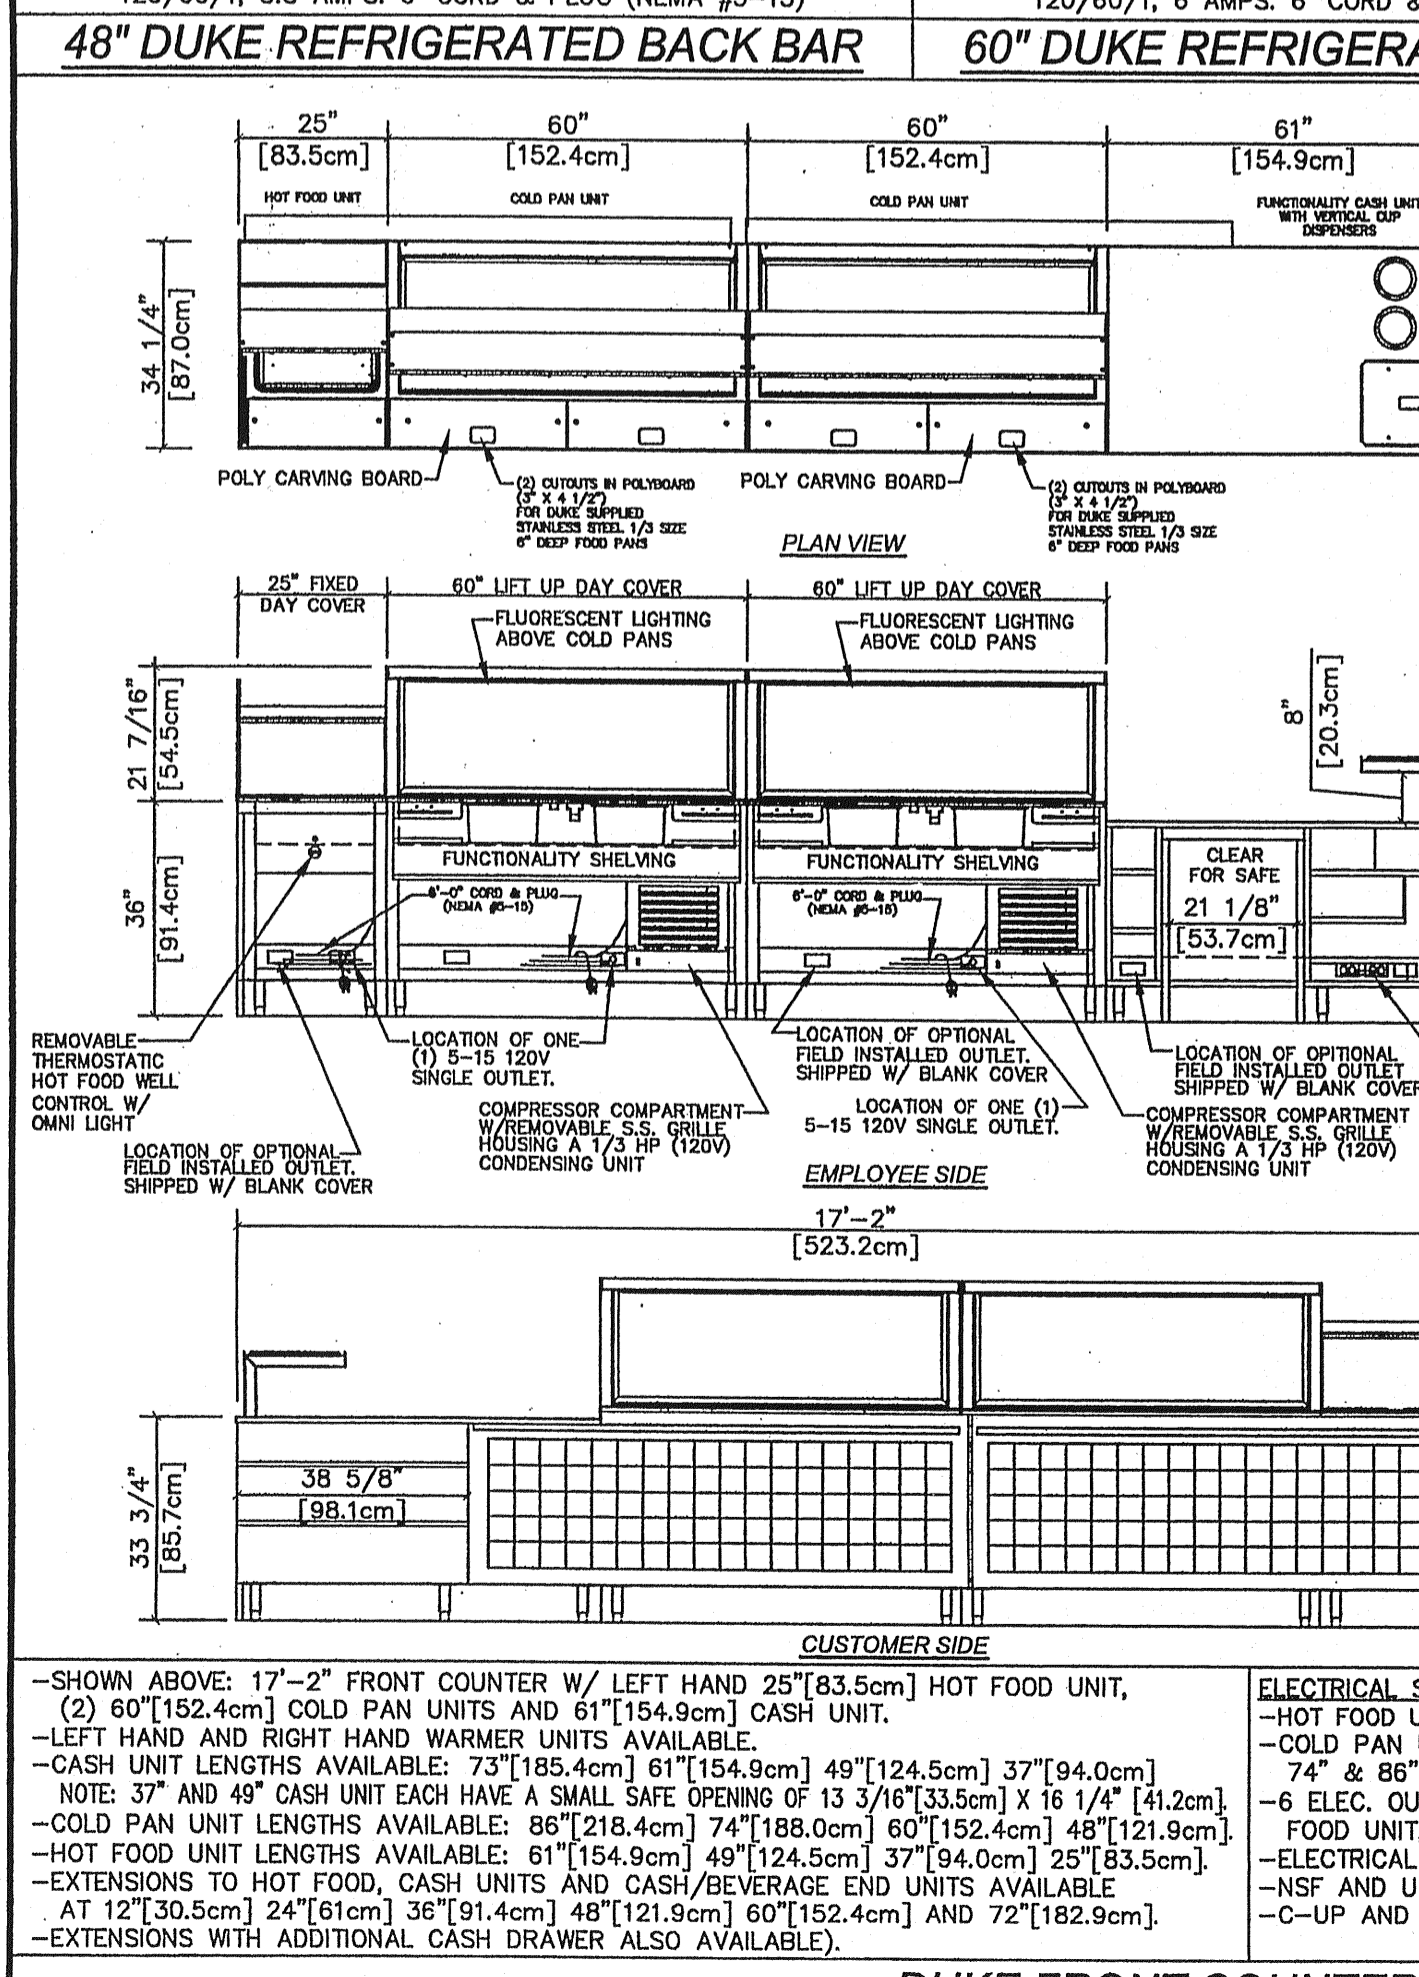 48" DUKE REFRIGERATED BACK BAR
60" DUKE REFRIGERA
25"
[83.5cm]
60"
[152.4cm]
60"
[152.4cm]
61"
[154.9cm]
HOT FOOD UNIT
COLD PAN UNIT
COLD PAN UNIT
FUNCTIONALITY CASH UNIT
WITH VERTICAL CUP
DISPENSERS
34 1/4"
[87.0cm]
POLY CARVING BOARD
(2) CUTOUTS IN POLYBOARD
(3" X 4 1/2")
FOR DUKE SUPPLIED
STAINLESS STEEL 1/3 SIZE
6" DEEP FOOD PANS
POLY CARVING BOARD
(2) CUTOUTS IN POLYBOARD
(3" X 4 1/2")
FOR DUKE SUPPLIED
STAINLESS STEEL 1/3 SIZE
6" DEEP FOOD PANS
PLAN VIEW
25" FIXED
DAY COVER
60" LIFT UP DAY COVER
60" LIFT UP DAY COVER
FLUORESCENT LIGHTING
ABOVE COLD PANS
FLUORESCENT LIGHTING
ABOVE COLD PANS
21 7/16"
[54.5cm]
8"
[20.3cm]
36"
[91.4cm]
FUNCTIONALITY SHELVING
FUNCTIONALITY SHELVING
CLEAR
FOR SAFE
21 1/8"
[53.7cm]
6'-0" CORD & PLUG
(NEMA #5-15)
6'-0" CORD & PLUG
(NEMA #5-15)
REMOVABLE
THERMOSTATIC
HOT FOOD WELL
CONTROL W/
OMNI LIGHT
LOCATION OF OPTIONAL
FIELD INSTALLED OUTLET.
SHIPPED W/ BLANK COVER
LOCATION OF ONE
(1) 5-15 120V
SINGLE OUTLET.
COMPRESSOR COMPARTMENT
W/REMOVABLE S.S. GRILLE
HOUSING A 1/3 HP (120V)
CONDENSING UNIT
LOCATION OF OPTIONAL
FIELD INSTALLED OUTLET.
SHIPPED W/ BLANK COVER
LOCATION OF ONE (1)
5-15 120V SINGLE OUTLET.
LOCATION OF OPITIONAL
FIELD INSTALLED OUTLET
SHIPPED W/ BLANK COVER
COMPRESSOR COMPARTMENT
W/REMOVABLE S.S. GRILLE
HOUSING A 1/3 HP (120V)
CONDENSING UNIT
EMPLOYEE SIDE
17'-2"
[523.2cm]
38 5/8"
[98.1cm]
33 3/4"
[85.7cm]
CUSTOMER SIDE
-SHOWN ABOVE: 17'-2" FRONT COUNTER W/ LEFT HAND 25"[83.5cm] HOT FOOD UNIT,
(2) 60"[152.4cm] COLD PAN UNITS AND 61"[154.9cm] CASH UNIT.
-LEFT HAND AND RIGHT HAND WARMER UNITS AVAILABLE.
-CASH UNIT LENGTHS AVAILABLE: 73"[185.4cm] 61"[154.9cm] 49"[124.5cm] 37"[94.0cm]
NOTE: 37" AND 49" CASH UNIT EACH HAVE A SMALL SAFE OPENING OF 13 3/16"[33.5cm] X 16 1/4" [41.2cm].
-COLD PAN UNIT LENGTHS AVAILABLE: 86"[218.4cm] 74"[188.0cm] 60"[152.4cm] 48"[121.9cm].
-HOT FOOD UNIT LENGTHS AVAILABLE: 61"[154.9cm] 49"[124.5cm] 37"[94.0cm] 25"[83.5cm].
-EXTENSIONS TO HOT FOOD, CASH UNITS AND CASH/BEVERAGE END UNITS AVAILABLE
AT 12"[30.5cm] 24"[61cm] 36"[91.4cm] 48"[121.9cm] 60"[152.4cm] AND 72"[182.9cm].
-EXTENSIONS WITH ADDITIONAL CASH DRAWER ALSO AVAILABLE).
ELECTRICAL S
-HOT FOOD U
-COLD PAN
74" & 86"
-6 ELEC. OU
FOOD UNIT
-ELECTRICAL
-NSF AND U
-C-UP AND